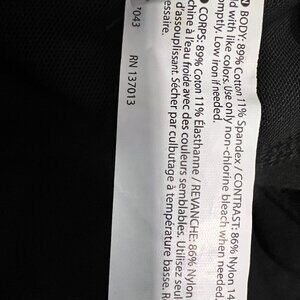 BODY: 89% Cotton 11% Spandex / CONTRAST: 86% Nylon 14
with like colors. Use only non-chlorine bleach when needed.
promptly. Low iron if needed.
CORPS: 89% Coton 11% Élasthanne / REVANCHE: 86% Nylon
chine à l'eau froide avec des couleurs semblables. Utilisez seul
d'assouplissant. Sécher par culbutage à température basse. R
essaire.
7043
RN 137013